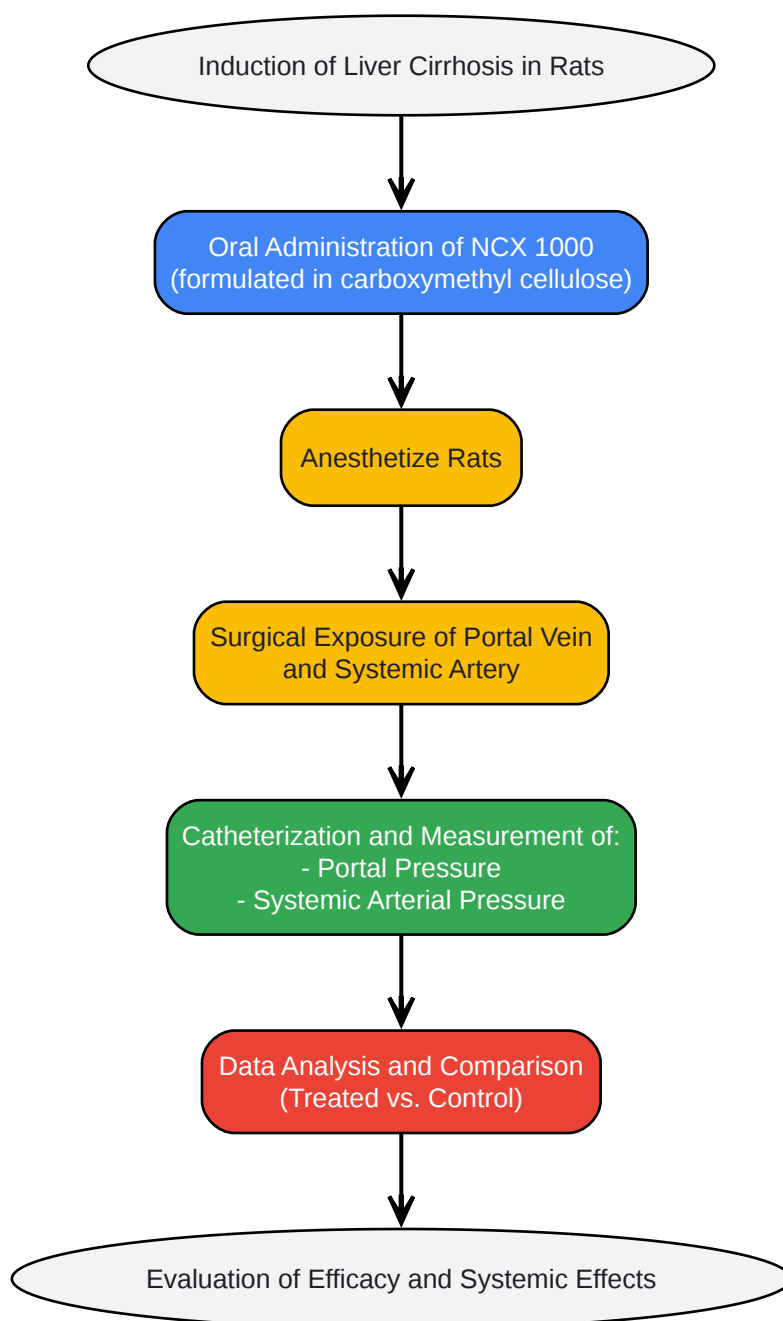 Induction of Liver Cirrhosis in Rats
Oral Administration of NCX 1000
(formulated in carboxymethyl cellulose)
Anesthetize Rats
Surgical Exposure of Portal Vein
and Systemic Artery
Catheterization and Measurement of:
- Portal Pressure
- Systemic Arterial Pressure
Data Analysis and Comparison
(Treated vs. Control)
Evaluation of Efficacy and Systemic Effects